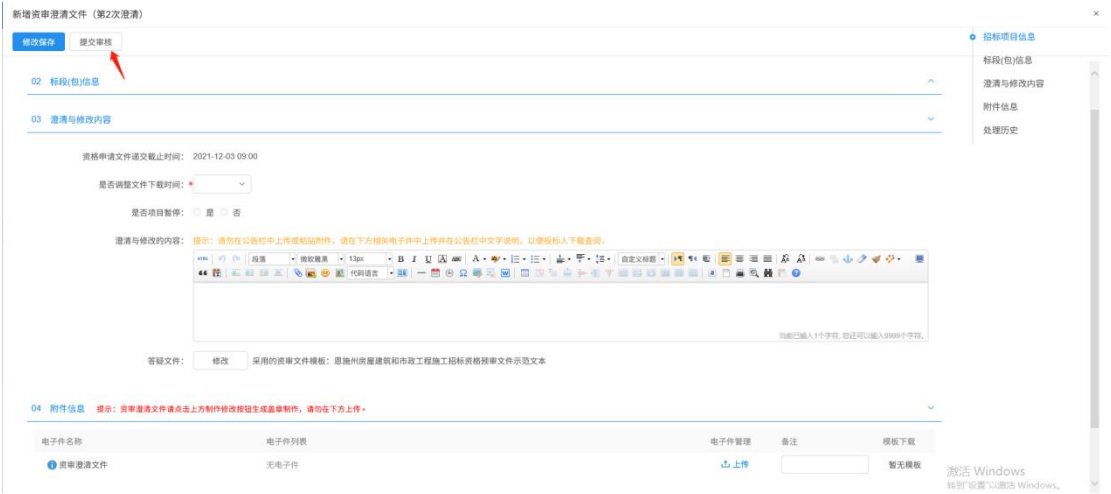 新增资审澄清文件（第2次澄清）
×
修改保存 提交审核
招标项目信息
标段(包)信息
澄清与修改内容
附件信息
处理历史
02 标段(包)信息
03 澄清与修改内容
资格申请文件递交截止时间： 2021-12-03 09:00
是否调整文件下载时间：*
是否项目暂停： 是 否
澄清与修改的内容： 提示：请勿在公告栏中上传或粘贴附件，请在下方相关电子件中上传并在公告栏中文字说明，以便投标人下载查阅。
HTML 段落 微软雅黑 13px B I U A ABC 自定义标题
代码语言
当前已输入1个字符, 您还可以输入9999个字符。
答疑文件： 修改 采用的资审文件模板：恩施州房屋建筑和市政工程施工招标资格预审文件示范文本
04 附件信息 提示：资审澄清文件请点击上方制作修改按钮生成盖章制作，请勿在下方上传。
电子件名称 电子件列表 电子件管理 备注 模板下载
资审澄清文件 无电子件 上传 暂无模板
激活 Windows
转到"设置"以激活 Windows。